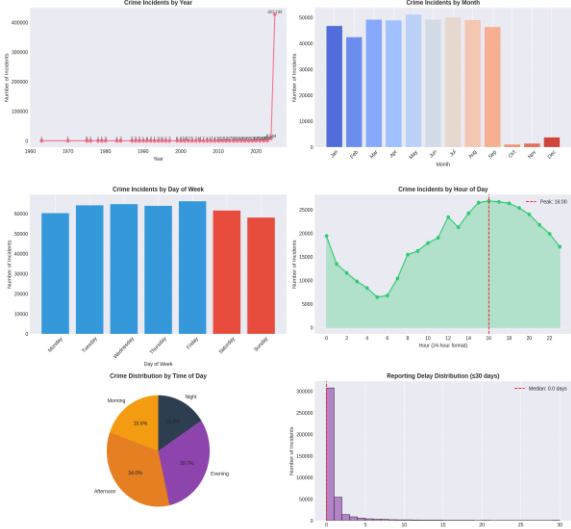 Crime Incidents by Year
Number of Incidents
400000
300000
200000
100000
0
1960
1970
1980
1990
2000
2010
2020
Year
Crime Incidents by Month
Number of Incidents
50000
40000
30000
20000
10000
0
Jan
Feb
Mar
Apr
May
Jun
Jul
Aug
Sep
Oct
Nov
Dec
Month
Crime Incidents by Day of Week
Number of Incidents
60000
50000
40000
30000
20000
10000
0
Monday
Tuesday
Wednesday
Thursday
Friday
Saturday
Sunday
Day of Week
Crime Incidents by Hour of Day
Number of Incidents
Peak: 16:00
25000
20000
15000
10000
5000
0
0
2
4
6
8
10
12
14
16
18
20
22
Hour (24-hour format)
Crime Distribution by Time of Day
Morning
Night
Evening
34.0%
Afternoon
Reporting Delay Distribution (≤30 days)
Number of Incidents
Median: 0.0 days
300000
250000
200000
150000
100000
50000
0
0
5
10
15
20
25
30